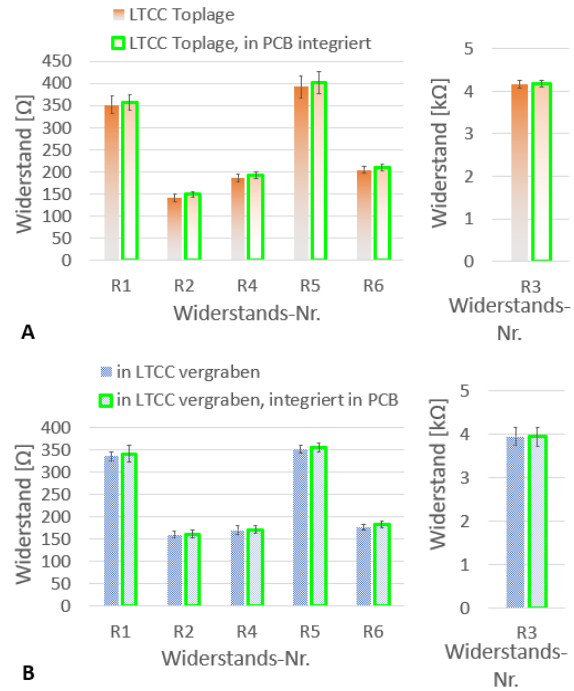 LTCC Toplage
LTCC Toplage, in PCB integriert
Widerstand [Ω]
450
400
350
300
250
200
150
100
50
0
R1 R2 R4 R5 R6
Widerstands-Nr.
Widerstand [kΩ]
5
4
3
2
1
0
R3
Widerstands-
Nr.
A
in LTCC vergraben
in LTCC vergraben, integriert in PCB
Widerstand [Ω]
400
350
300
250
200
150
100
50
0
R1 R2 R4 R5 R6
Widerstands-Nr.
Widerstand [kΩ]
5
4
3
2
1
0
R3
Widerstands-
Nr.
B